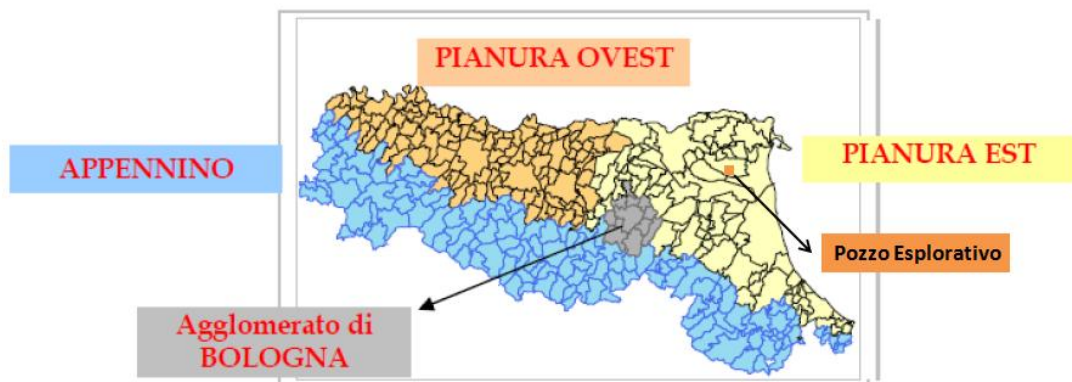 PIANURA OVEST
APPENNINO
PIANURA EST
Pozzo Esplorativo
Agglomerato di
BOLOGNA